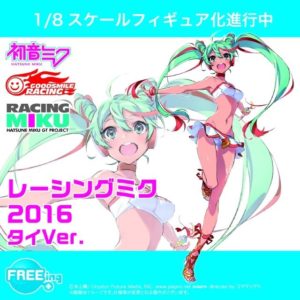 1/8 スケールフィギュア化進行中
初音ミク
HATSUNE MIKU
GOODSMILE
RACING
RACING
MIKU
HATSUNE MIKU GT PROJECT
レーシングミク
2016
タイVer.
FREEing